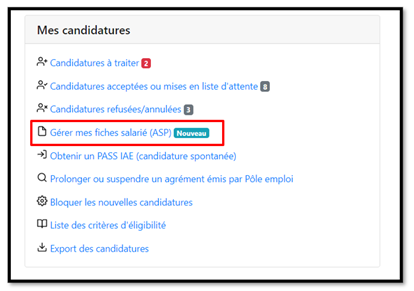 Mes candidatures
Candidatures à traiter 2
Candidatures acceptées ou mises en liste d'attente 8
Candidatures refusées/annulées 3
Gérer mes fiches salarié (ASP) Nouveau
Obtenir un PASS IAE (candidature spontanée)
Prolonger ou suspendre un agrément émis par Pôle emploi
Bloquer les nouvelles candidatures
Liste des critères d'éligibilité
Export des candidatures